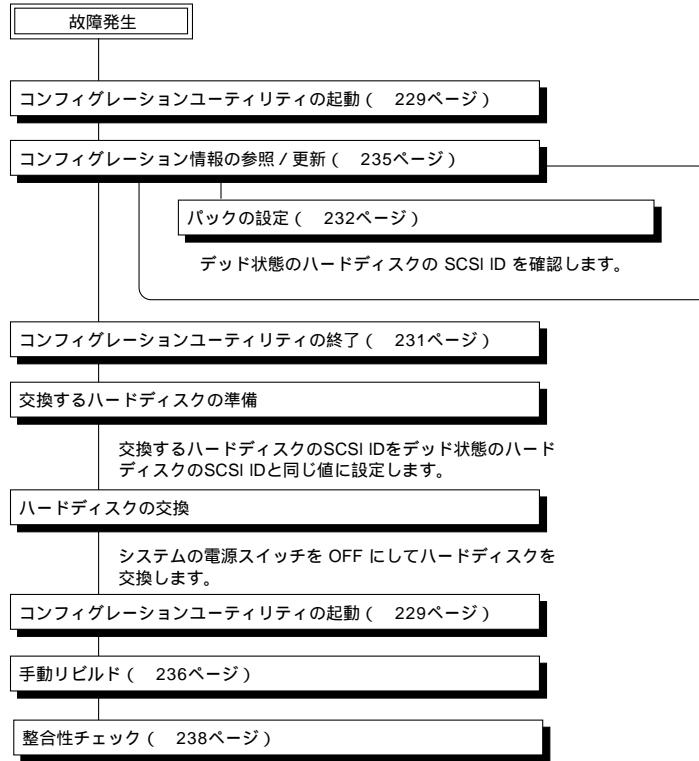 故障発生
コンフィグレーションユーティリティの起動(　229ページ)
コンフィグレーション情報の参照/更新(　235ページ)
パックの設定(　232ページ)
デッド状態のハードディスクの SCSI ID を確認します。
コンフィグレーションユーティリティの終了(　231ページ)
交換するハードディスクの準備
交換するハードディスクのSCSI IDをデッド状態のハード
ディスクのSCSI IDと同じ値に設定します。
ハードディスクの交換
システムの電源スイッチを OFF にしてハードディスクを
交換します。
コンフィグレーションユーティリティの起動(　229ページ)
手動リビルド(　236ページ)
整合性チェック(　238ページ)